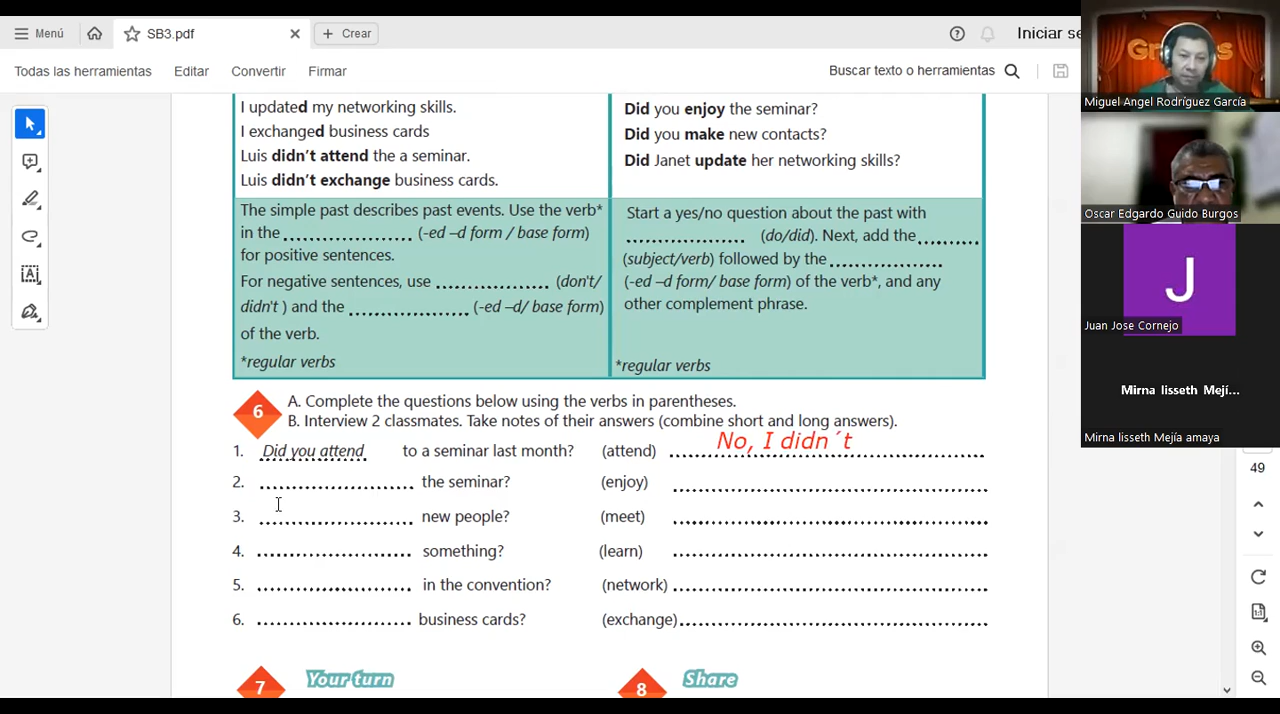 Menú
SB3.pdf
Crear
Iniciar se
Todas las herramientas
Editar
Convertir
Firmar
Buscar texto o herramientas
I updated my networking skills.
I exchanged business cards
Luis didn't attend the a seminar.
Luis didn't exchange business cards.
Did you enjoy the seminar?
Did you make new contacts?
Did Janet update her networking skills?
The simple past describes past events. Use the verb*
in the ........................ (-ed –d form / base form)
for positive sentences.
For negative sentences, use ..................... (don't/
didn't ) and the ...................... (-ed –d/ base form)
of the verb.
*regular verbs
Start a yes/no question about the past with
...................... (do/did). Next, add the ...........
(subject/verb) followed by the .....................
(-ed –d form/ base form) of the verb*, and any
other complement phrase.
*regular verbs
6
A. Complete the questions below using the verbs in parentheses.
B. Interview 2 classmates. Take notes of their answers (combine short and long answers).
1. Did you attend to a seminar last month? (attend) No, I didn´t
2. ............................ the seminar? (enjoy) ............................
3. ............................ new people? (meet) ............................
4. ............................ something? (learn) ............................
5. ............................ in the convention? (network) ............................
6. ............................ business cards? (exchange) ............................
7 Your turn
8 Share
Gr
Miguel Angel Rodríguez García
Oscar Edgardo Guido Burgos
J
Juan Jose Cornejo
Mirna lisseth Mejí...
Mirna lisseth Mejía amaya
49
1:1